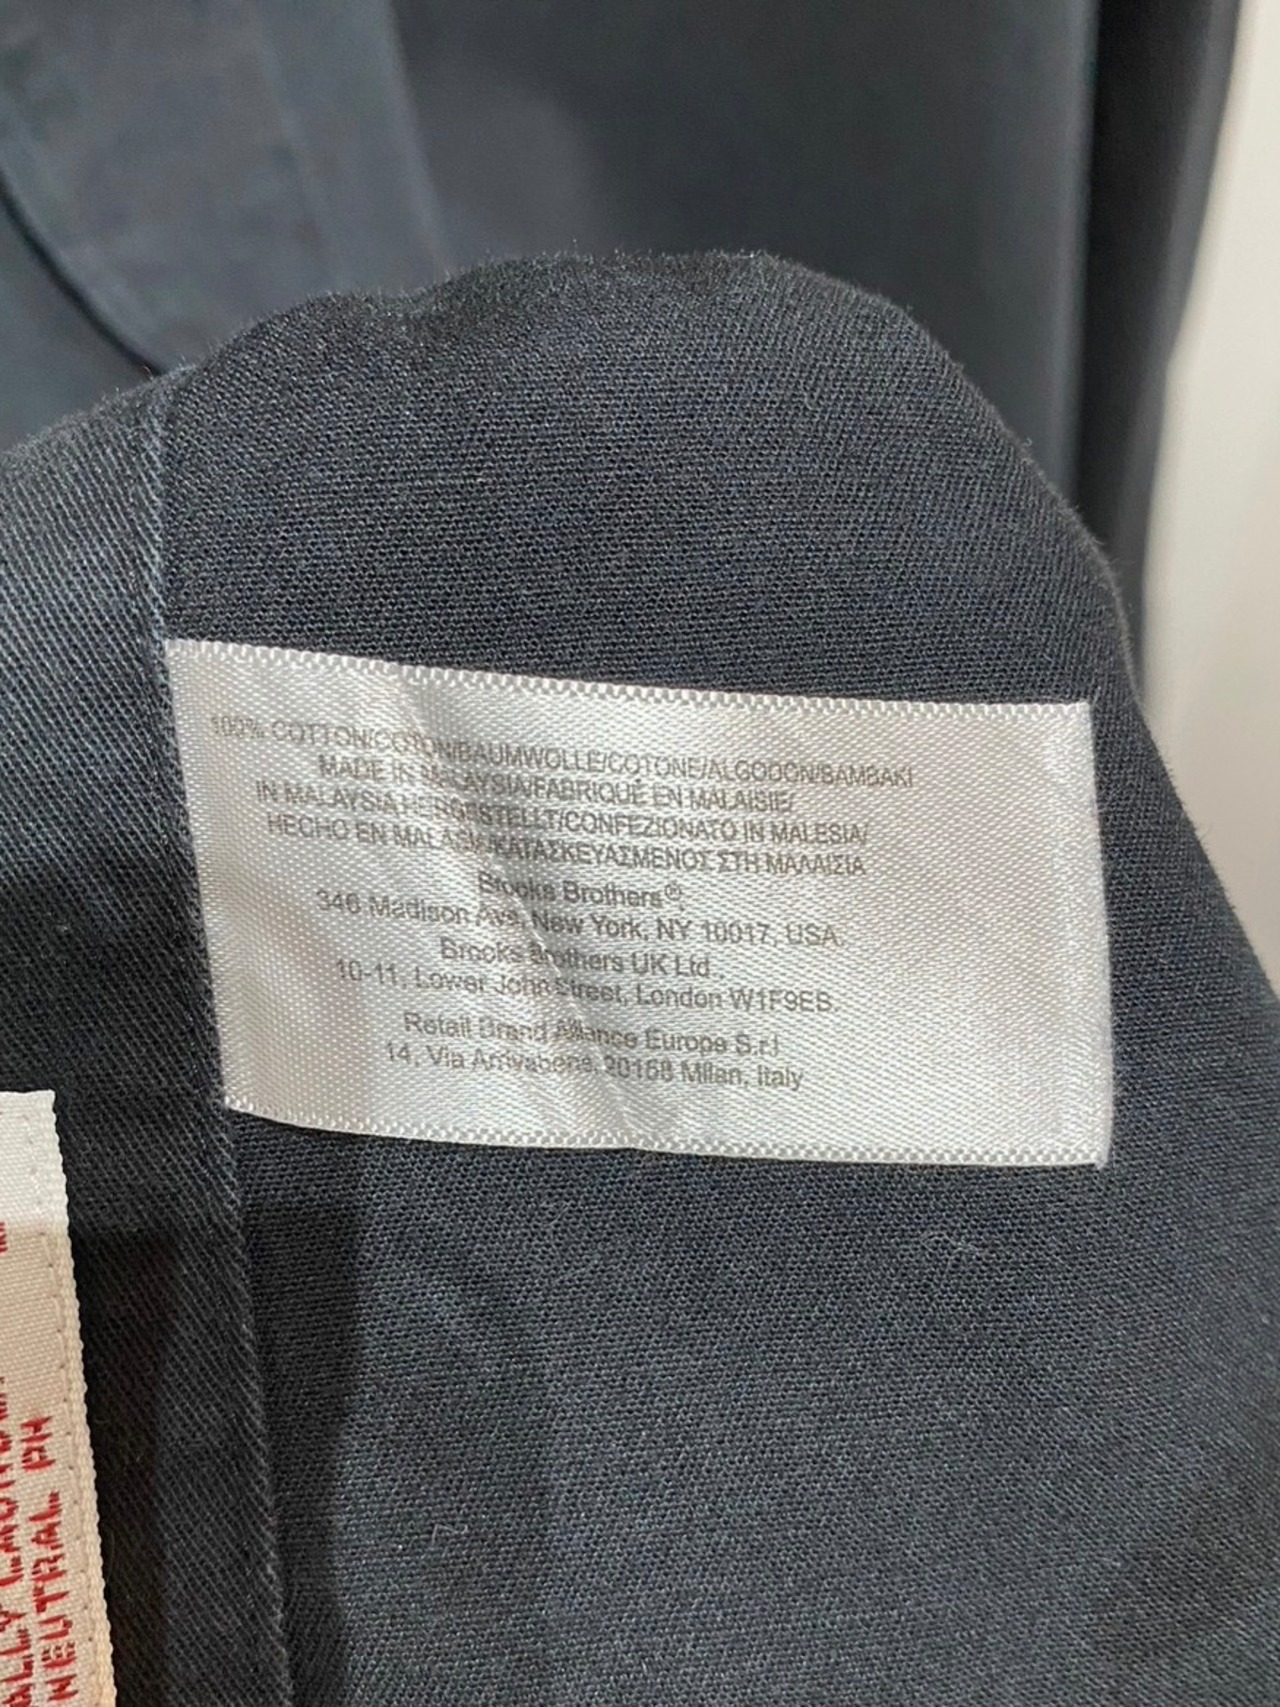 100% COTTON/COTON/BAUMWOLLE/COTONE/ALGODON/BAMBAKI
MADE IN MALAYSIA/FABRIQUÉ EN MALAISIE/
IN MALAYSIA HERGESTELLT/CONFEZIONATO IN MALESIA/
HECHO EN MALASIA/ΚΑΤΑΣΚΕΥΑΣΜΕΝΟΣ ΣΤΗ ΜΑΛΑΙΣΙΑ
Brooks Brothers®,
346 Madison Ave, New York, NY 10017, USA.
Brooks Brothers UK Ltd.,
10-11, Lower John Street, London W1F9EB.
Retail Brand Alliance Europe S.r.l
14, Via Arrivabene, 20158 Milan, Italy
NEUTRAL PH